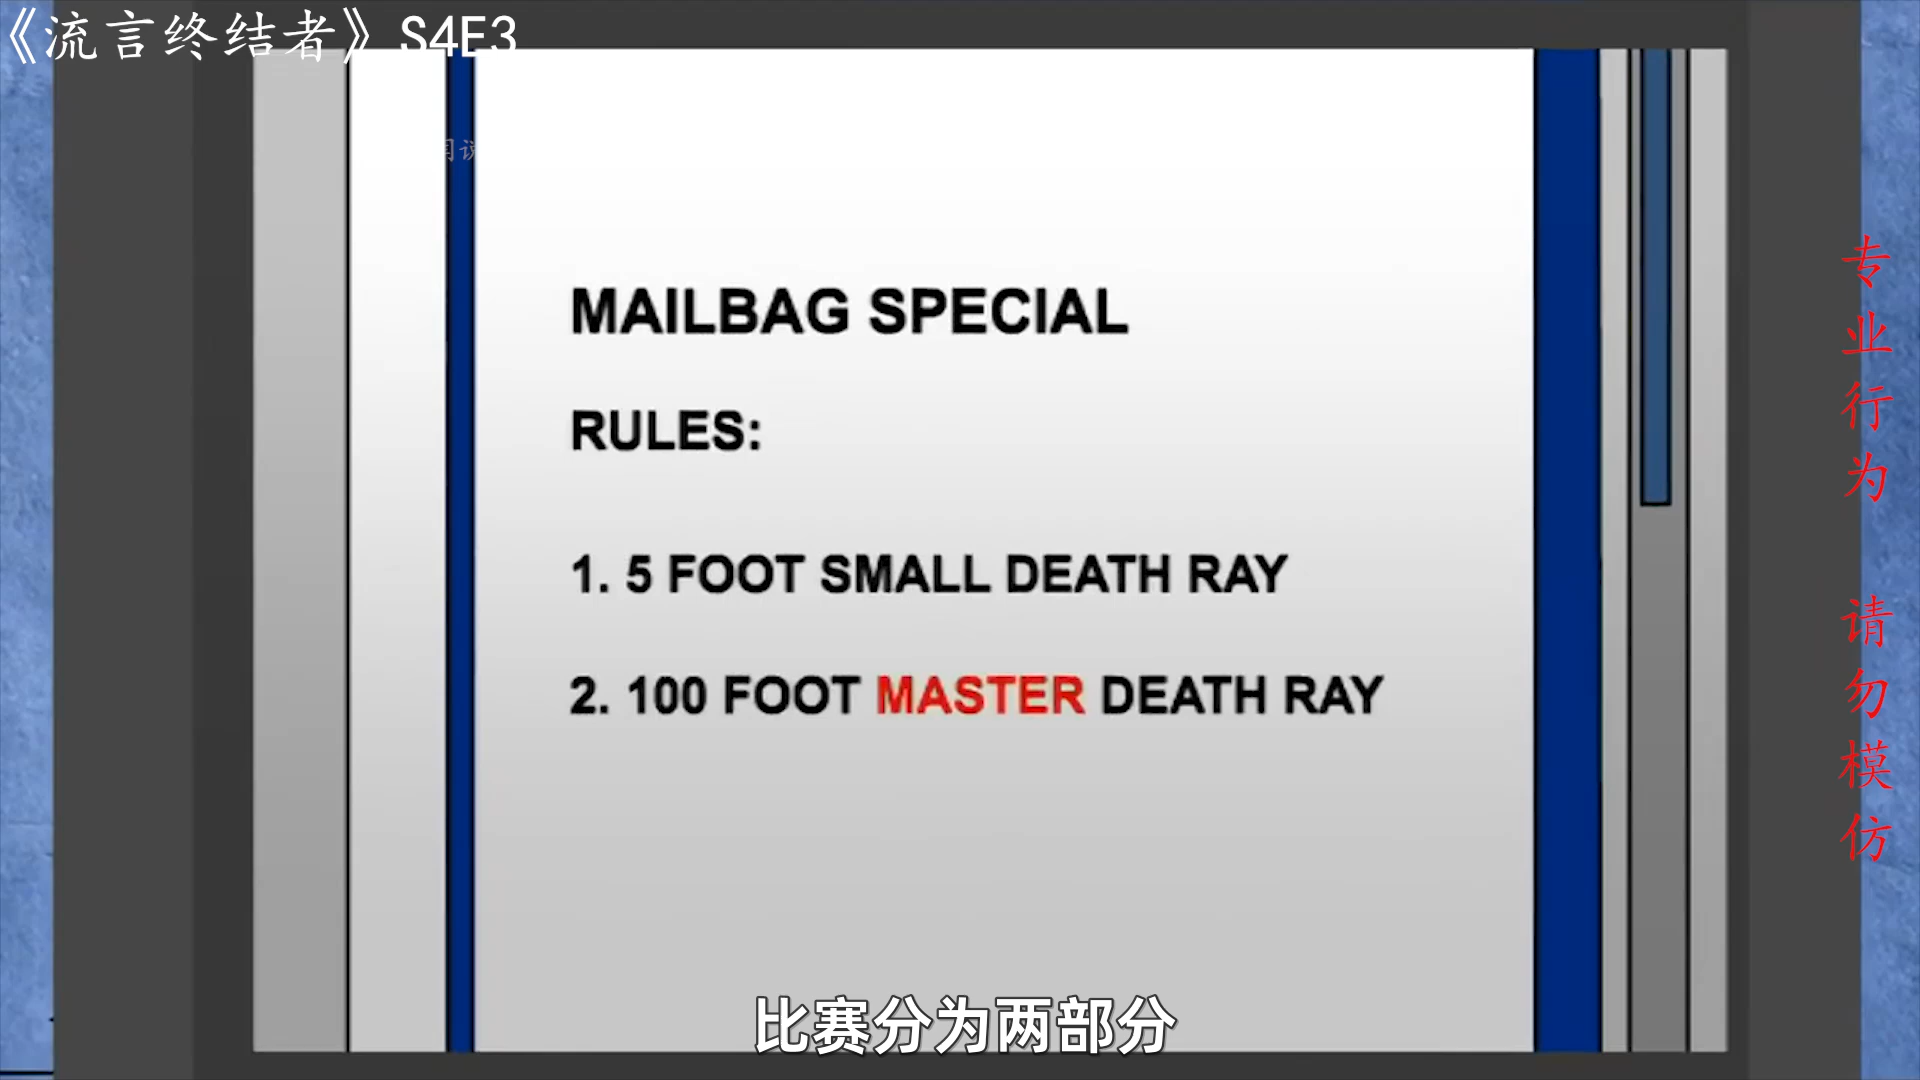 《流言终结者》S4E3
MAILBAG SPECIAL
RULES:
1. 5 FOOT SMALL DEATH RAY
2. 100 FOOT MASTER DEATH RAY
比赛分为两部分
专业行为 请勿模仿